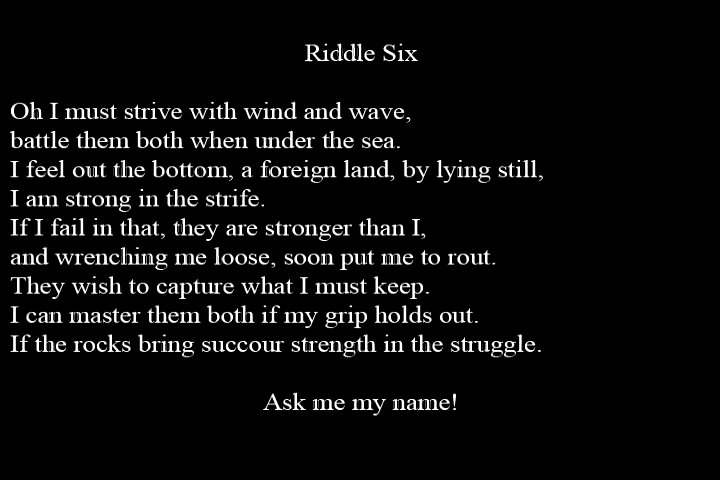 Riddle Six
Oh I must strive with wind and wave,
battle them both when under the sea.
I feel out the bottom, a foreign land, by lying still,
I am strong in the strife.
If I fail in that, they are stronger than I,
and wrenching me loose, soon put me to rout.
They wish to capture what I must keep.
I can master them both if my grip holds out.
If the rocks bring succour strength in the struggle.
Ask me my name!